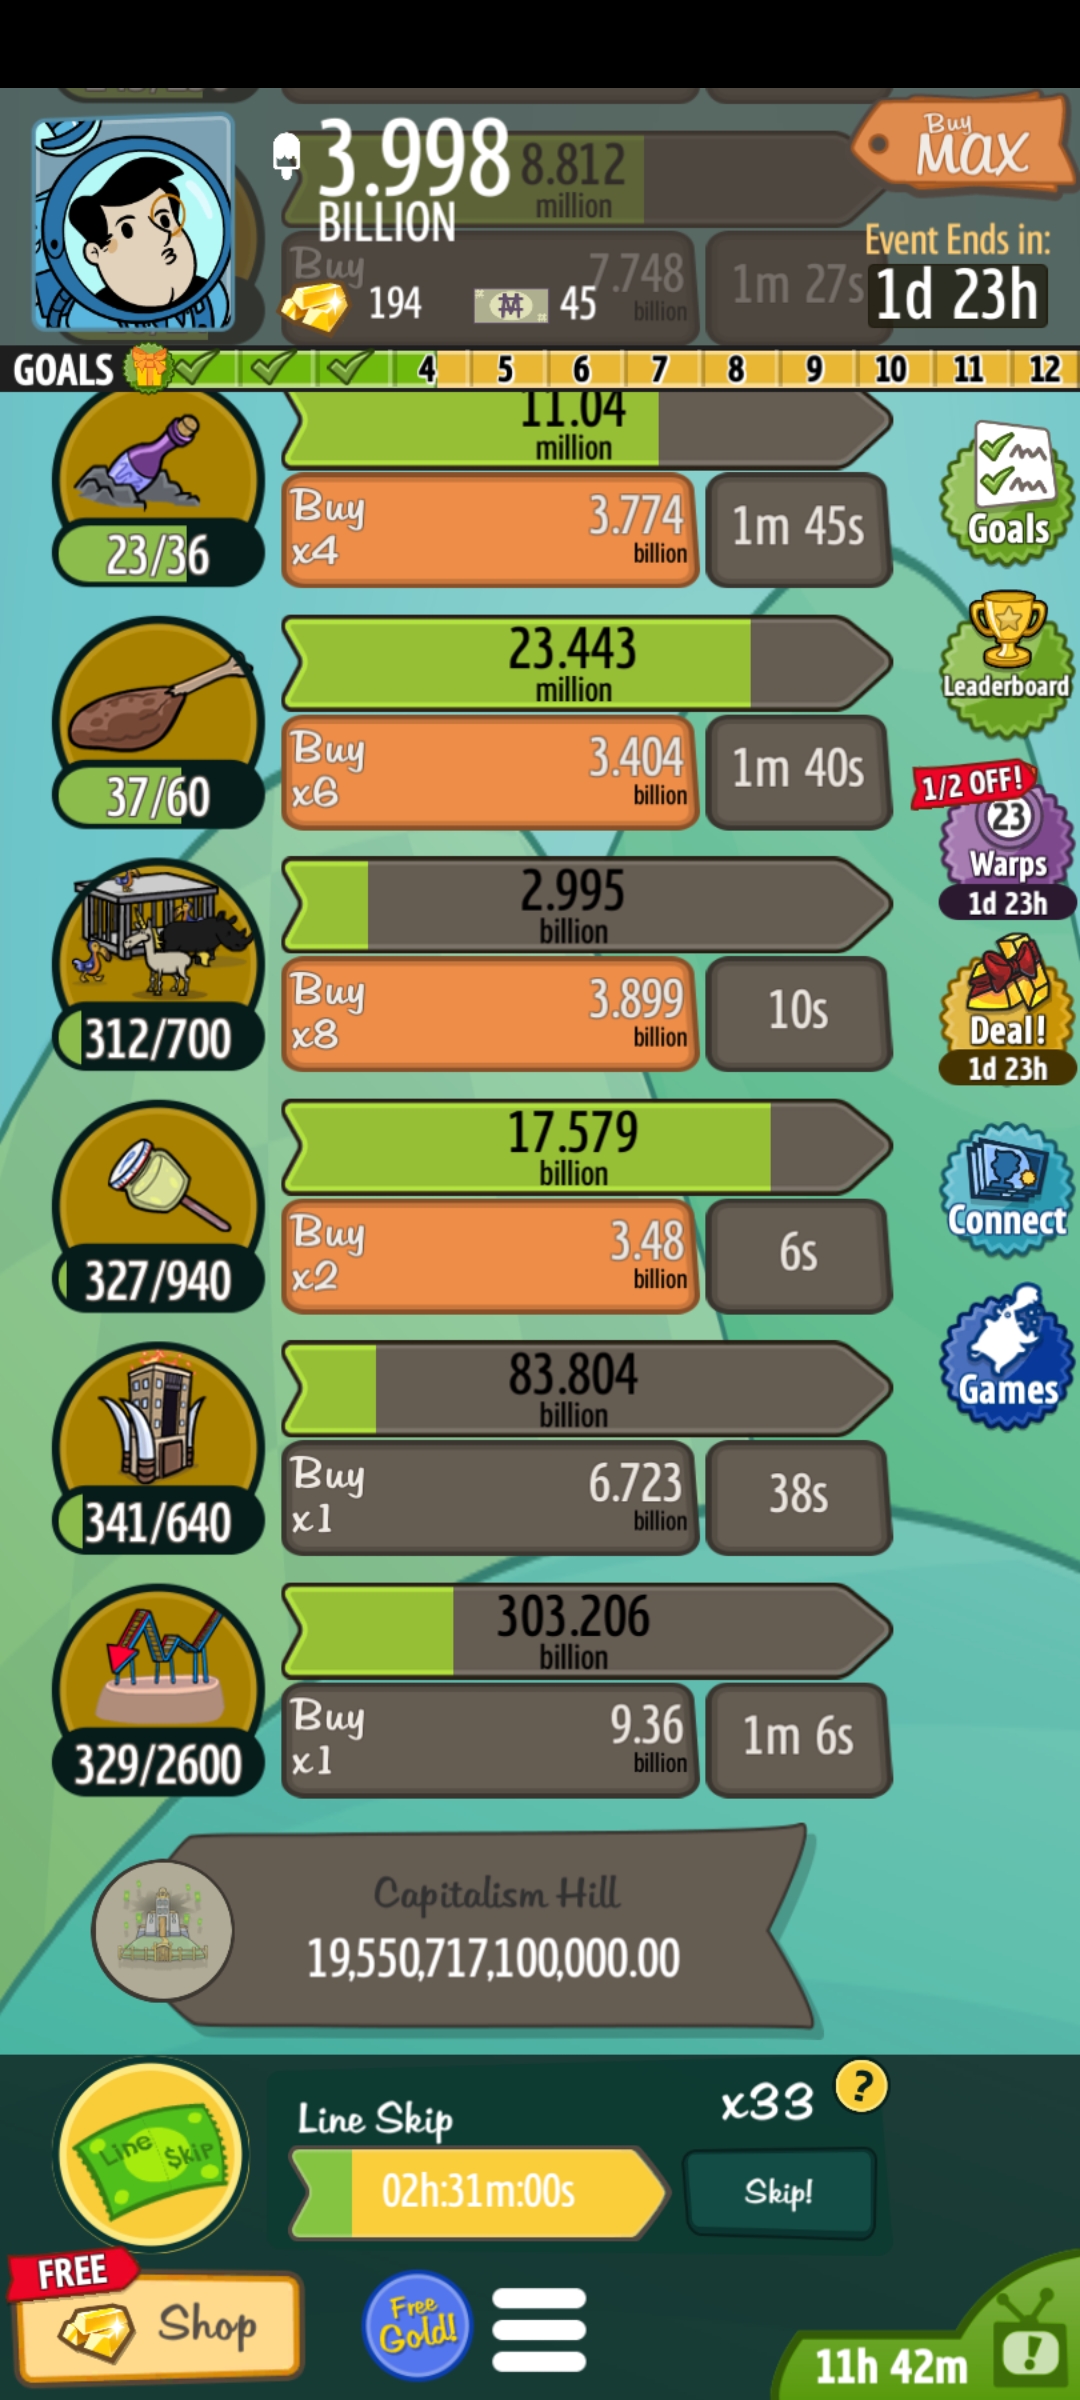 3.998
BILLION
8.812
million
Buy
MAX
Buy
7.748
billion
1m 27s
Event Ends in:
1d 23h
194
45
GOALS
4 5 6 7 8 9 10 11 12
11.04
million
Buy
x4
3.774
billion
1m 45s
23/36
Goals
Leaderboard
23.443
million
Buy
x6
3.404
billion
1m 40s
37/60
1/2 OFF!
23
Warps
1d 23h
2.995
billion
Buy
x8
3.899
billion
10s
312/700
Deal!
1d 23h
17.579
billion
Buy
x2
3.48
billion
6s
327/940
Connect
83.804
billion
Buy
x1
6.723
billion
38s
341/640
Games
303.206
billion
Buy
x1
9.36
billion
1m 6s
329/2600
Capitalism Hill
19,550,717,100,000.00
Line $kip
Line Skip
x33
?
02h:31m:00s
Skip!
FREE
Shop
Free
Gold!
11h 42m
!